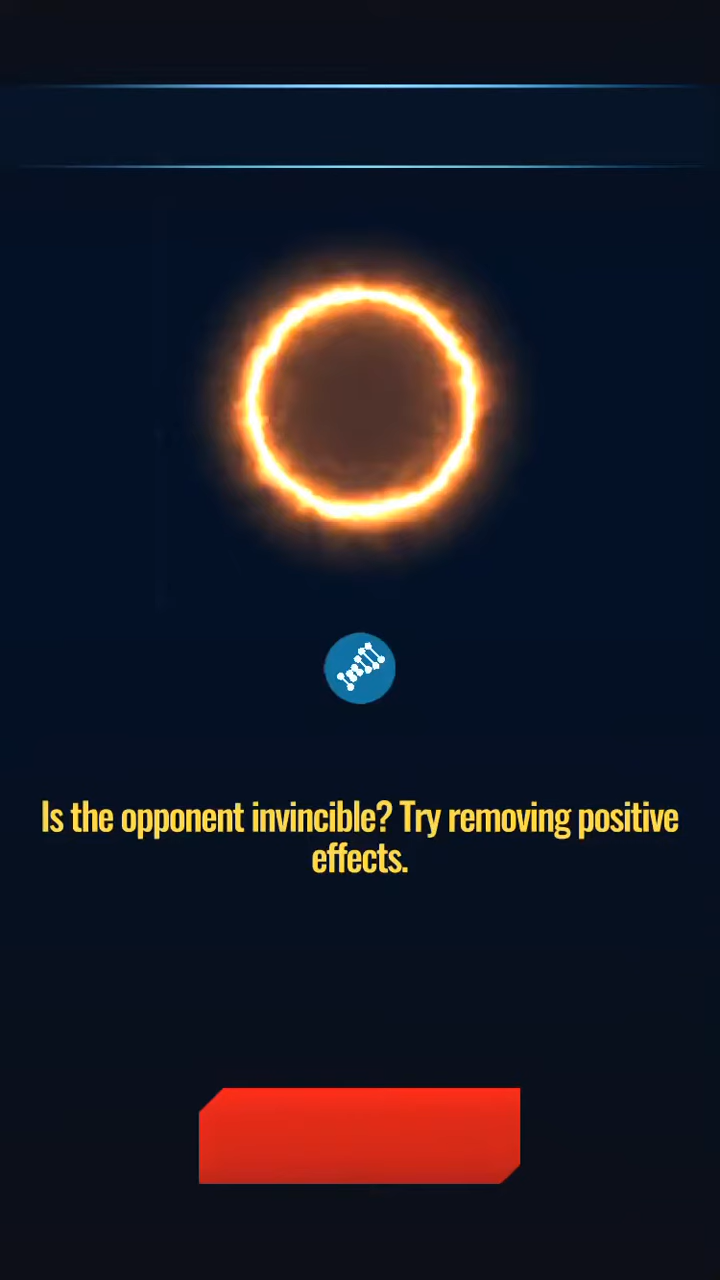 Is the opponent invincible? Try removing positive
effects.